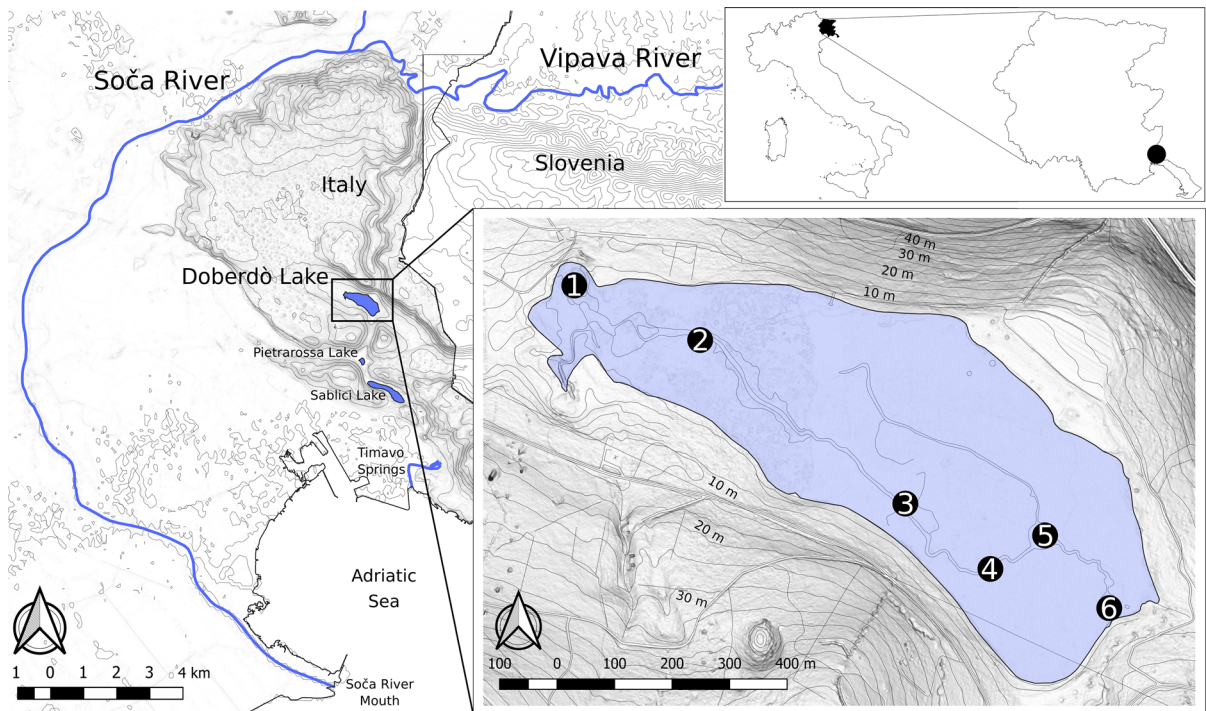 Soča River
Vipava River
Slovenia
Italy
Doberdò Lake
Pietrarossa Lake
Sablici Lake
Timavo
Springs
Adriatic
Sea
Soča River
Mouth
1 0 1 2 3 4 km
40 m
30 m
20 m
10 m
1
2
3
4
5
6
10 m
20 m
30 m
100 0 100 200 300 400 m